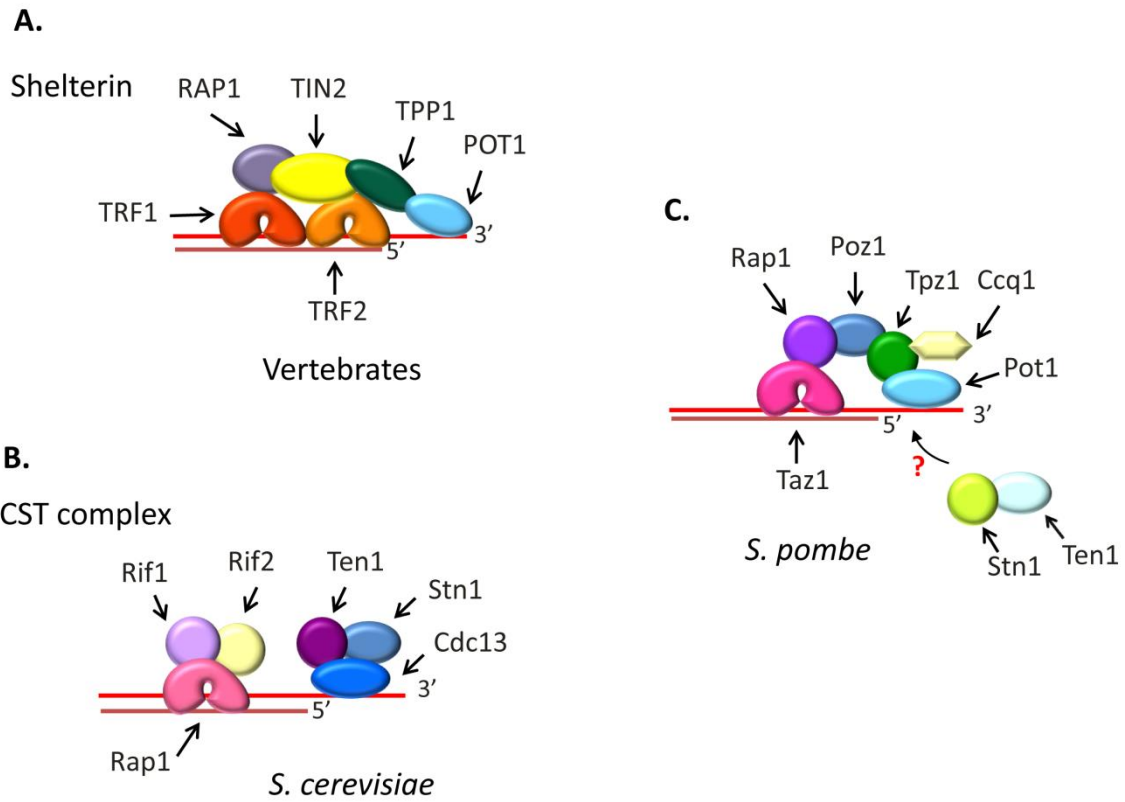 A.
Shelterin
RAP1
TIN2
TPP1
POT1
TRF1
3’
5’
TRF2
Vertebrates
B.
CST complex
Rif1
Rif2
Ten1
Stn1
Cdc13
3’
5’
Rap1
S. cerevisiae
C.
Rap1
Poz1
Tpz1
Ccq1
Pot1
3’
5’
Taz1
?
Stn1
Ten1
S. pombe